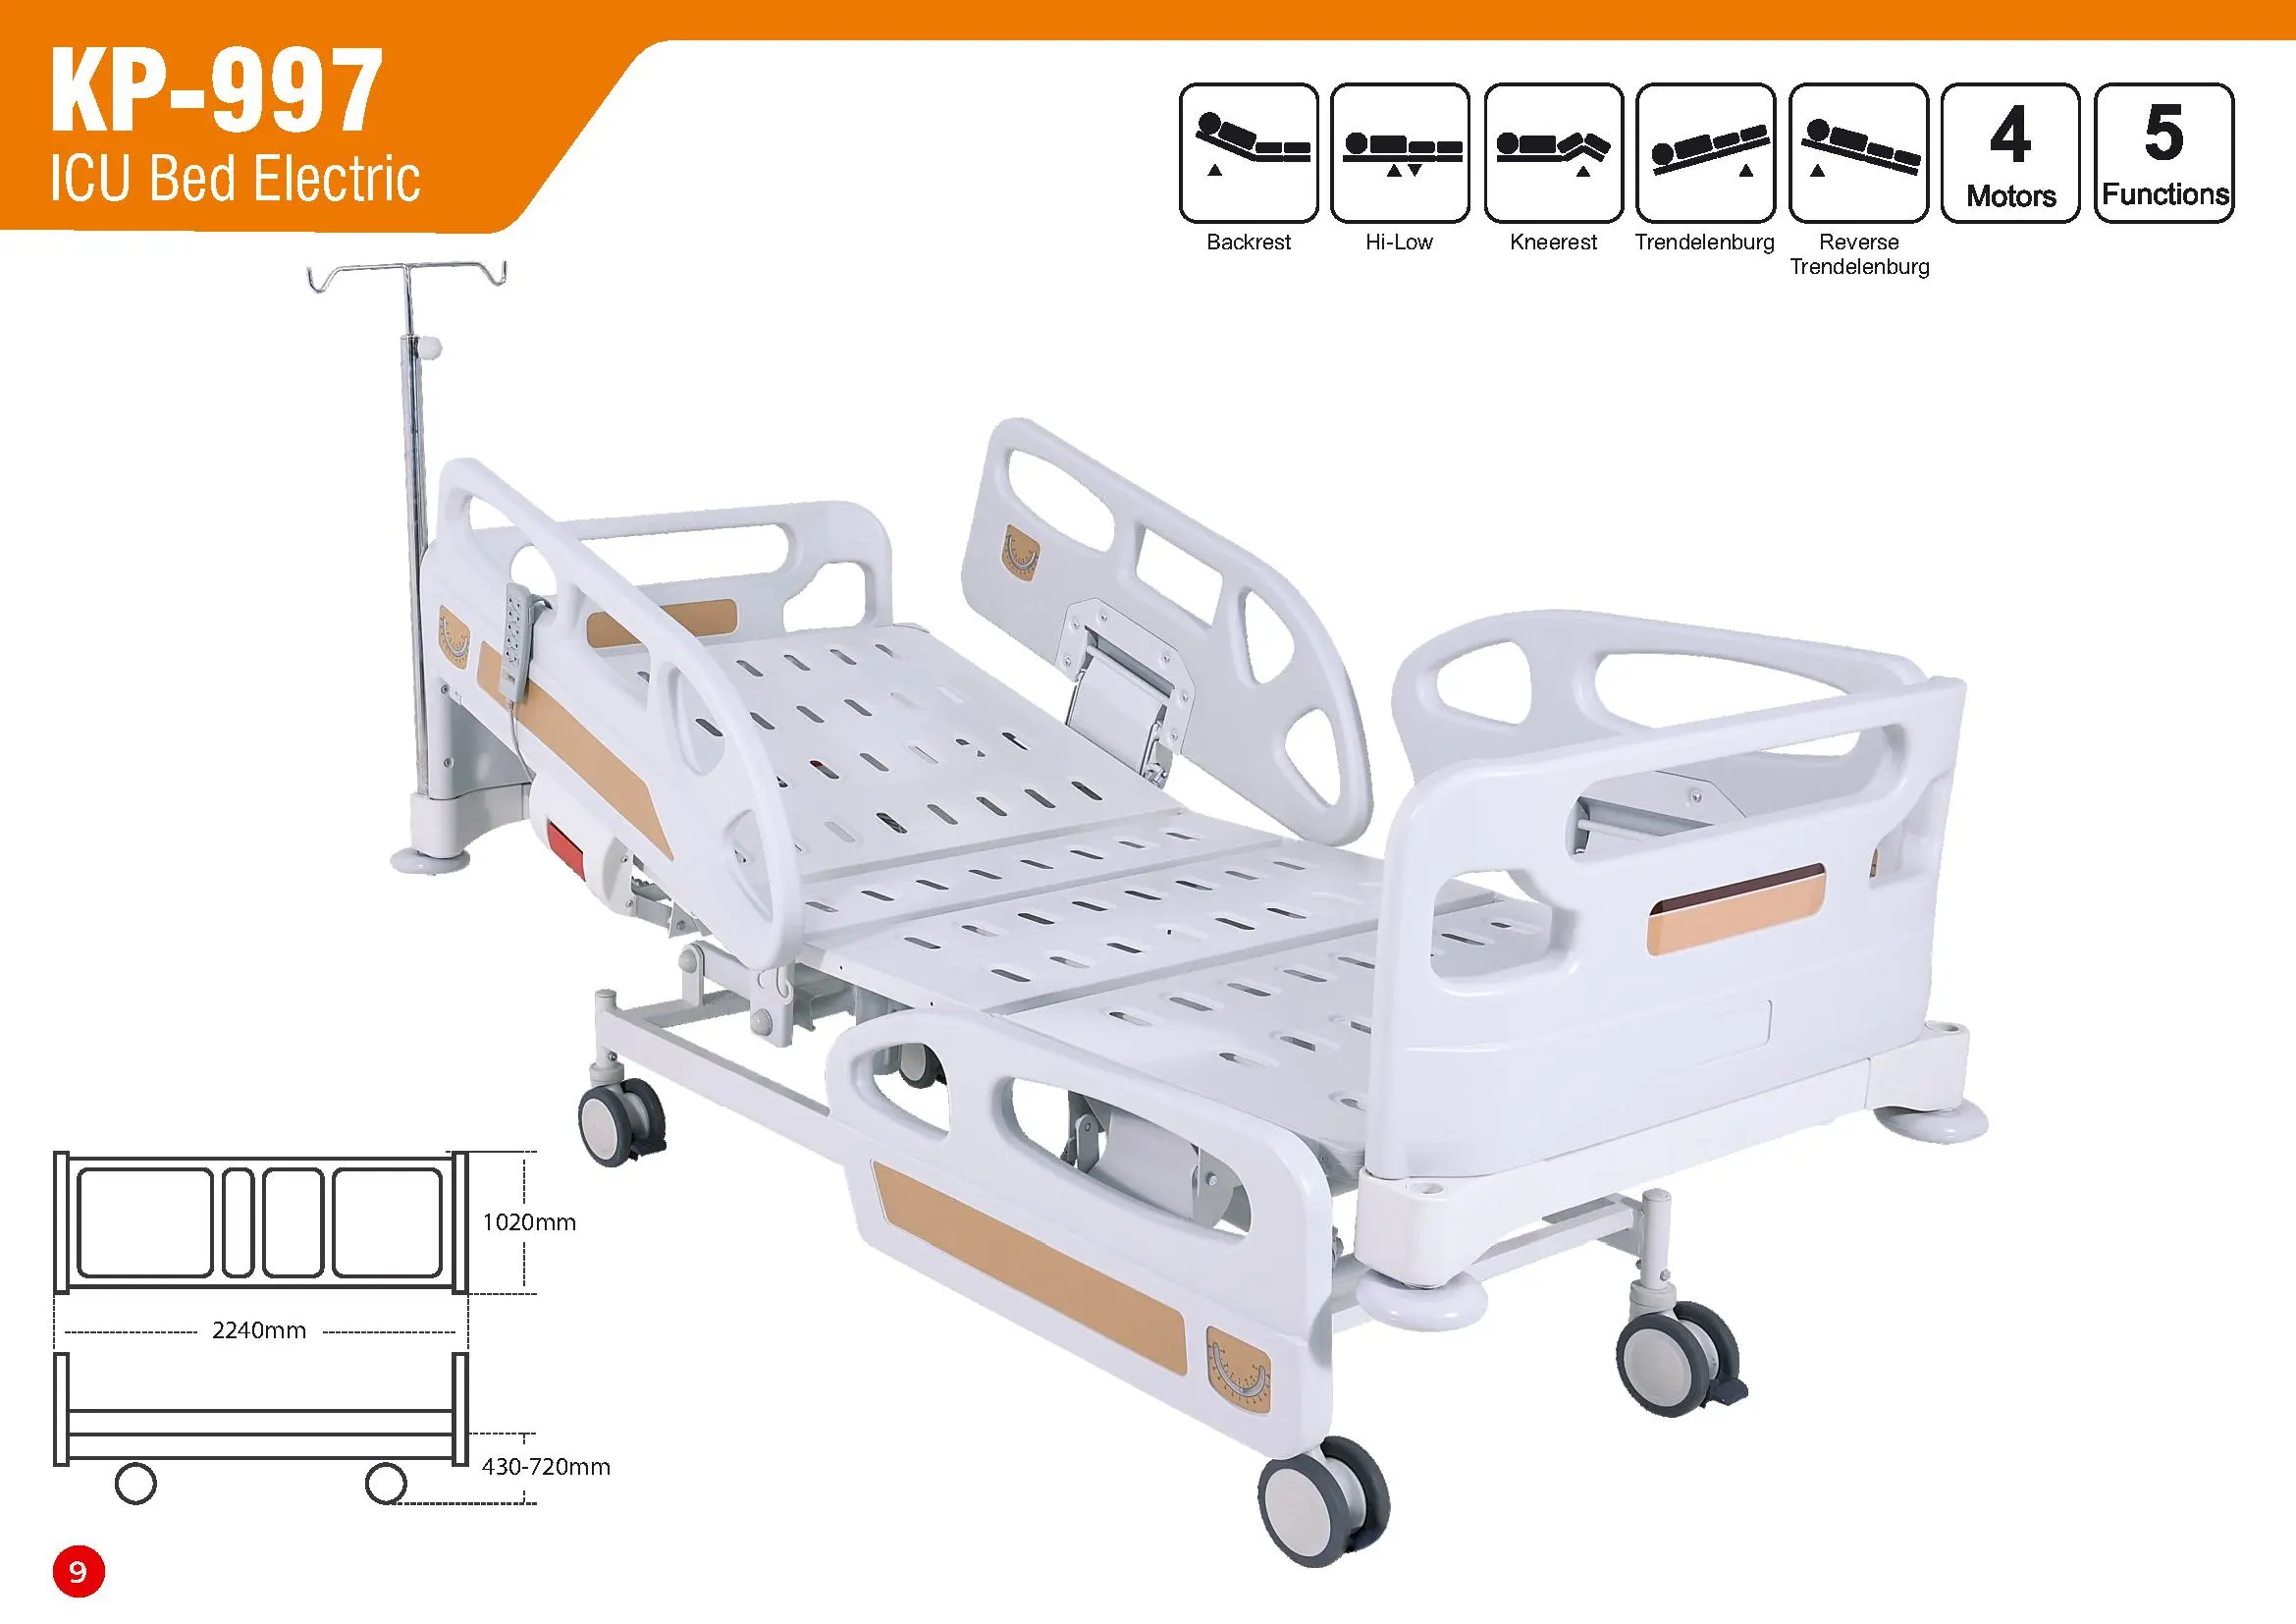 KP-997
ICU Bed Electric
4
Motors
5
Functions
Backrest
Hi-Low
Kneerest
Trendelenburg
Reverse
Trendelenburg
1020mm
2240mm
430-720mm
9